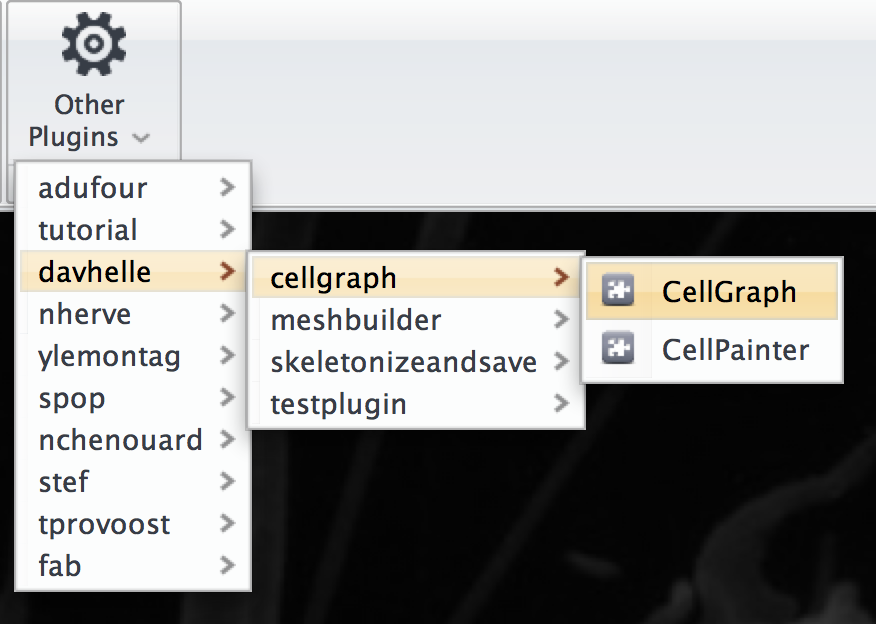 Other
Plugins
adufour
tutorial
davhelle
nherve
ylemontag
spop
nchenouard
stef
tprovoost
fab
cellgraph
meshbuilder
skeletonizeandsave
testplugin
CellGraph
CellPainter